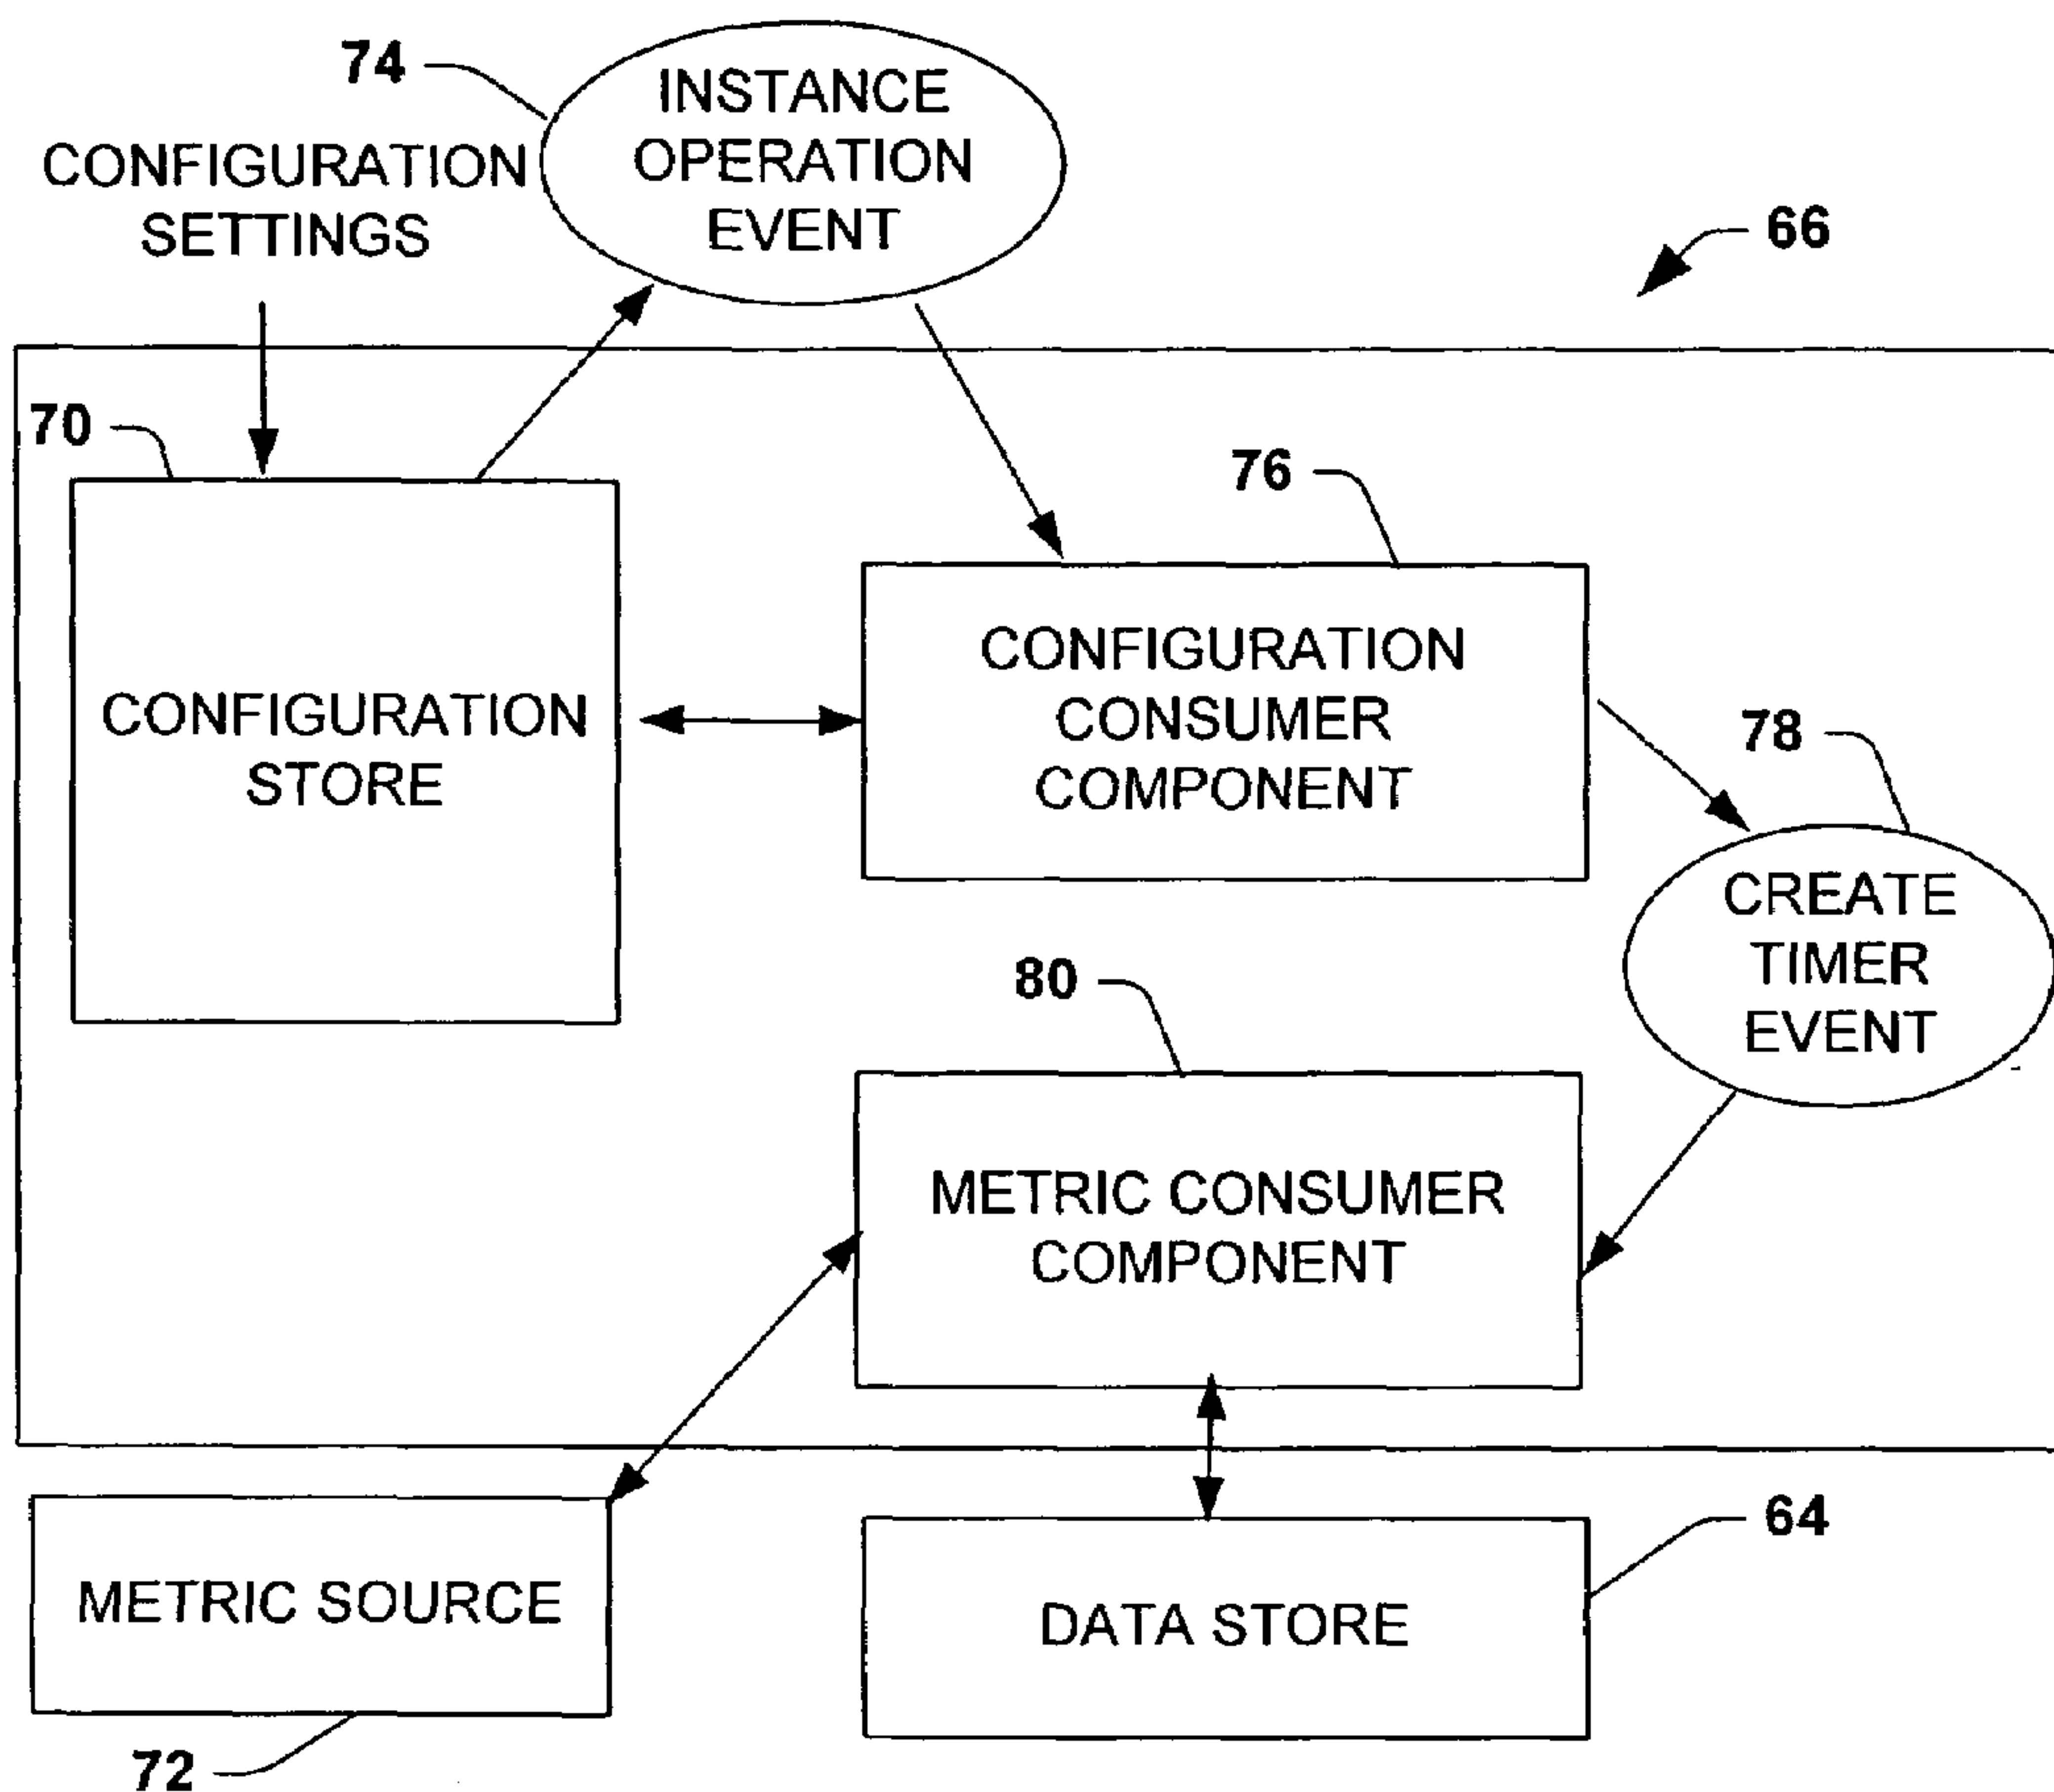 74
INSTANCE
OPERATION
EVENT
CONFIGURATION
SETTINGS
66
70
76
CONFIGURATION
STORE
CONFIGURATION
CONSUMER
COMPONENT
78
CREATE
TIMER
EVENT
80
METRIC CONSUMER
COMPONENT
METRIC SOURCE
64
DATA STORE
72